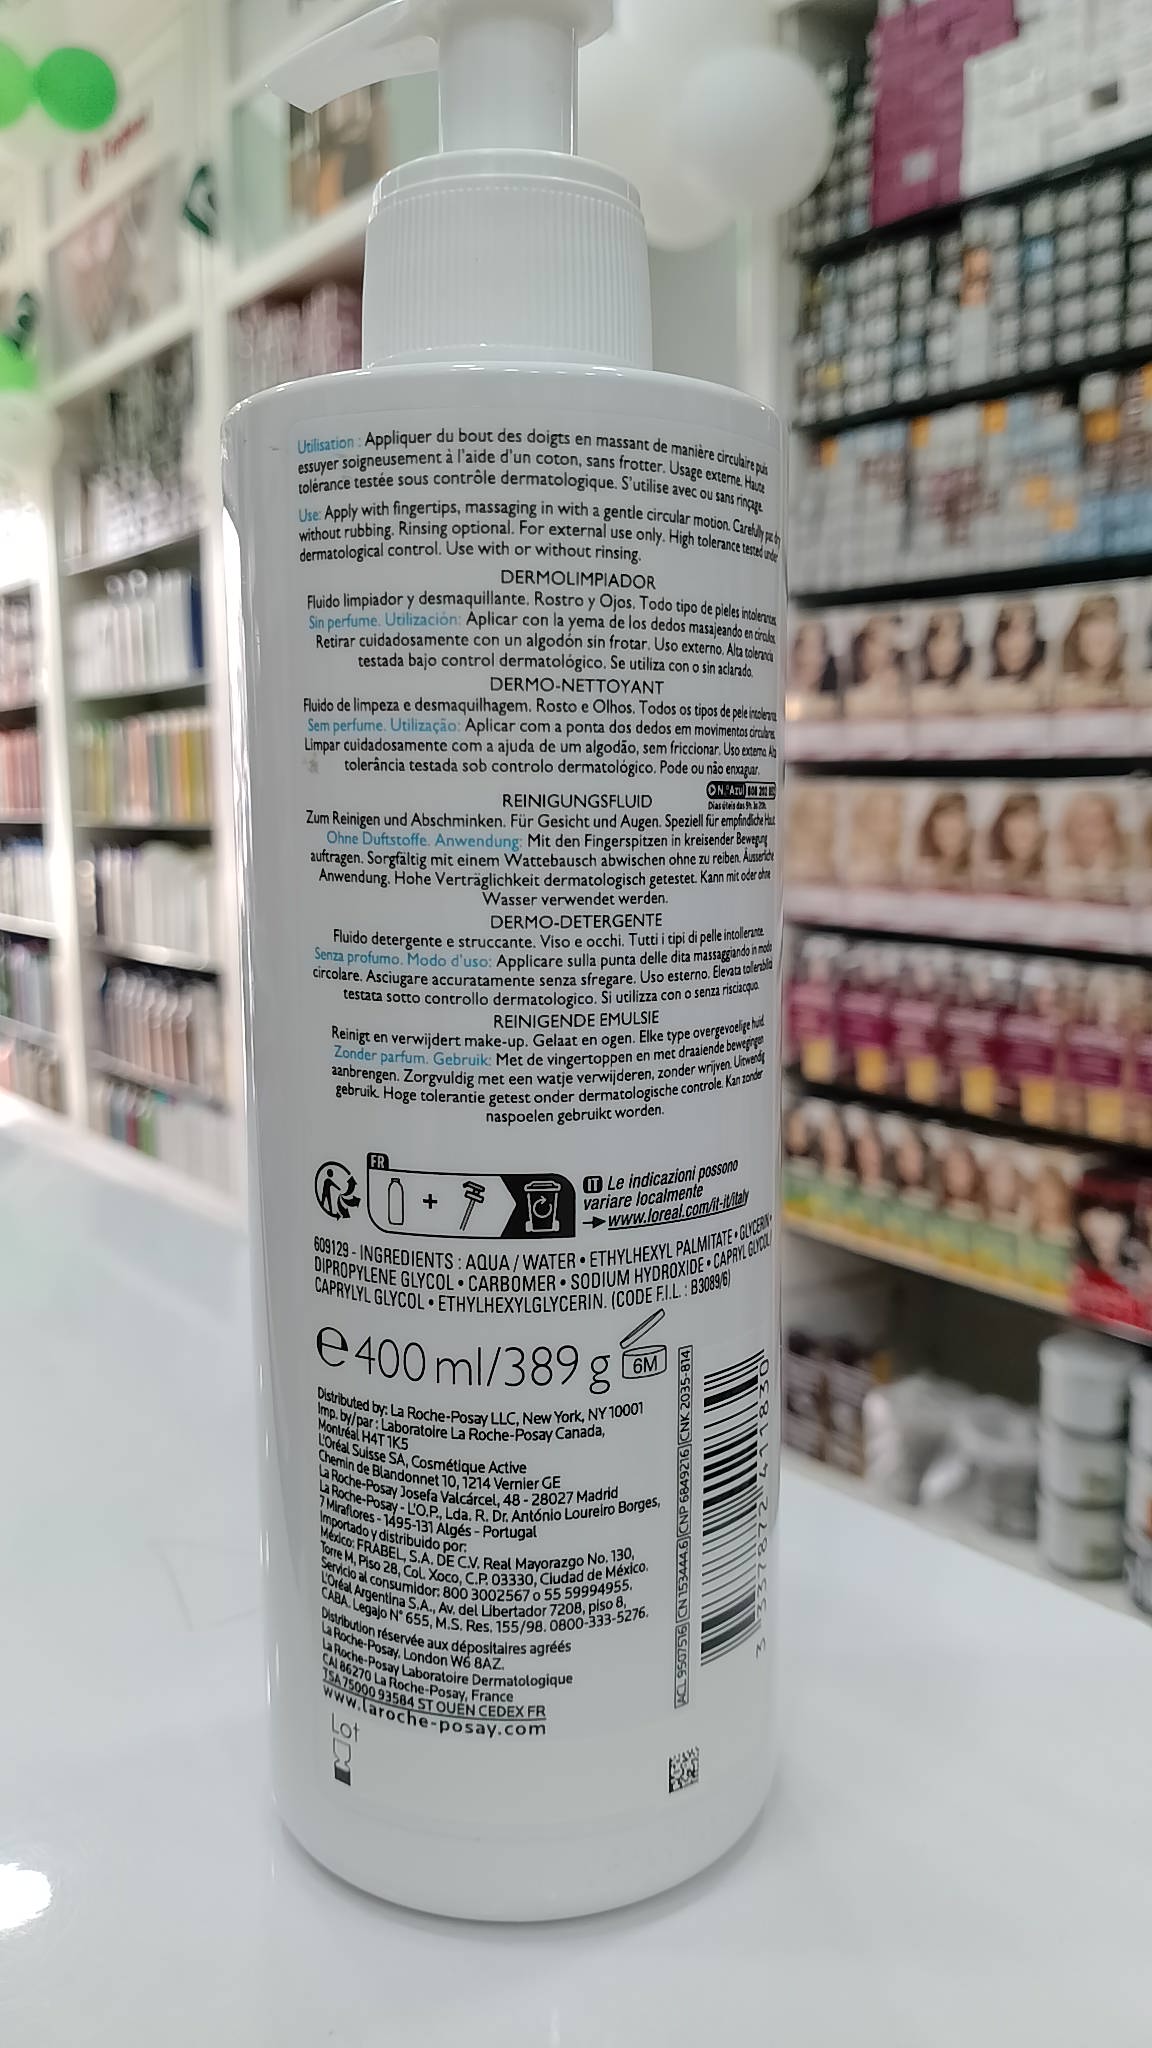 Utilisation : Appliquer du bout des doigts en massant de manière circulaire puis
essuyer soigneusement à l'aide d'un coton, sans frotter. Usage externe. Haute
tolérance testée sous contrôle dermatologique. S'utilise avec ou sans rinçage.
Use: Apply with fingertips, massaging in with a gentle circular motion. Carefully pat dry
without rubbing. Rinsing optional. For external use only. High tolerance tested under
dermatological control. Use with or without rinsing.
DERMOLIMPIADOR
Fluido limpiador y desmaquillante. Rostro y Ojos. Todo tipo de pieles intolerantes.
Sin perfume. Utilización: Aplicar con la yema de los dedos masajeando en círculos.
Retirar cuidadosamente con un algodón sin frotar. Uso externo. Alta tolerancia
testada bajo control dermatológico. Se utiliza con o sin aclarado.
DERMO-NETTOYANT
Fluido de limpeza e desmaquilhagem. Rosto e Olhos. Todos os tipos de pele intolerante.
Sem perfume. Utilização: Aplicar com a ponta dos dedos em movimentos circulares.
Limpar cuidadosamente com a ajuda de um algodão, sem friccionar. Uso externo. Alta
tolerância testada sob controlo dermatológico. Pode ou não enxaguar.
N.º Azul 808 202
Dias úteis das 9h. às 20h.
REINIGUNGSFLUID
Zum Reinigen und Abschminken. Für Gesicht und Augen. Speziell für empfindliche Haut.
Ohne Duftstoffe. Anwendung: Mit den Fingerspitzen in kreisender Bewegung
auftragen. Sorgfältig mit einem Wattebausch abwischen ohne zu reiben. Äusserliche
Anwendung. Hohe Verträglichkeit dermatologisch getestet. Kann mit oder ohne
Wasser verwendet werden.
DERMO-DETERGENTE
Fluido detergente e struccante. Viso e occhi. Tutti i tipi di pelle intollerante.
Senza profumo. Modo d'uso: Applicare sulla punta delle dita massaggiando in modo
circolare. Asciugare accuratamente senza sfregare. Uso esterno. Elevata tollerabilità
testata sotto controllo dermatologico. Si utilizza con o senza risciacquo.
REINIGENDE EMULSIE
Reinigt en verwijdert make-up. Gelaat en ogen. Elke type overgevoelige huid.
Zonder parfum. Gebruik: Met de vingertoppen en met draaiende bewegingen
aanbrengen. Zorgvuldig met een watje verwijderen, zonder wrijven. Uitwendig
gebruik. Hoge tolerantie getest onder dermatologische controle. Kan zonder
naspoelen gebruikt worden.
FR
+
IT Le indicazioni possono
variare localmente
www.loreal.com/it-it/italy
609129 - INGREDIENTS : AQUA / WATER • ETHYLHEXYL PALMITATE • GLYCERIN •
DIPROPYLENE GLYCOL • CARBOMER • SODIUM HYDROXIDE • CAPRYL GLYCOL /
CAPRYLYL GLYCOL • ETHYLHEXYLGLYCERIN. (CODE F.I.L. : B3089/6)
e 400 ml/389 g
6M
Distributed by: La Roche-Posay LLC, New York, NY 10001
Imp. by/par : Laboratoire La Roche-Posay Canada,
Montréal H4T 1K5
L'Oréal Suisse SA, Cosmétique Active
Chemin de Blandonnet 10, 1214 Vernier GE
La Roche-Posay Josefa Valcárcel, 48 - 28027 Madrid
La Roche-Posay - L'O.P., Lda. R. Dr. António Loureiro Borges,
7 Miraflores - 1495-131 Algés - Portugal
Importado y distribuido por:
México: FRABEL, S.A. DE C.V. Real Mayorazgo No. 130,
Torre M, Piso 28, Col. Xoco, C.P. 03330, Ciudad de México.
Servicio al consumidor: 800 3002567 o 55 59994955.
L'Oréal Argentina S.A., Av. del Libertador 7208, piso 8,
CABA. Legajo N° 655, M.S. Res. 155/98. 0800-333-5276.
Distribution réservée aux dépositaires agréés
La Roche-Posay, London W6 8AZ.
La Roche-Posay Laboratoire Dermatologique
CAI 86270 La Roche-Posay, France
TSA 75000 93584 ST OUEN CEDEX FR
www.laroche-posay.com
Lot
ACL 9507516 CN 153444.6 CNP 6849216 CNK 2035-814
3 337872 411830